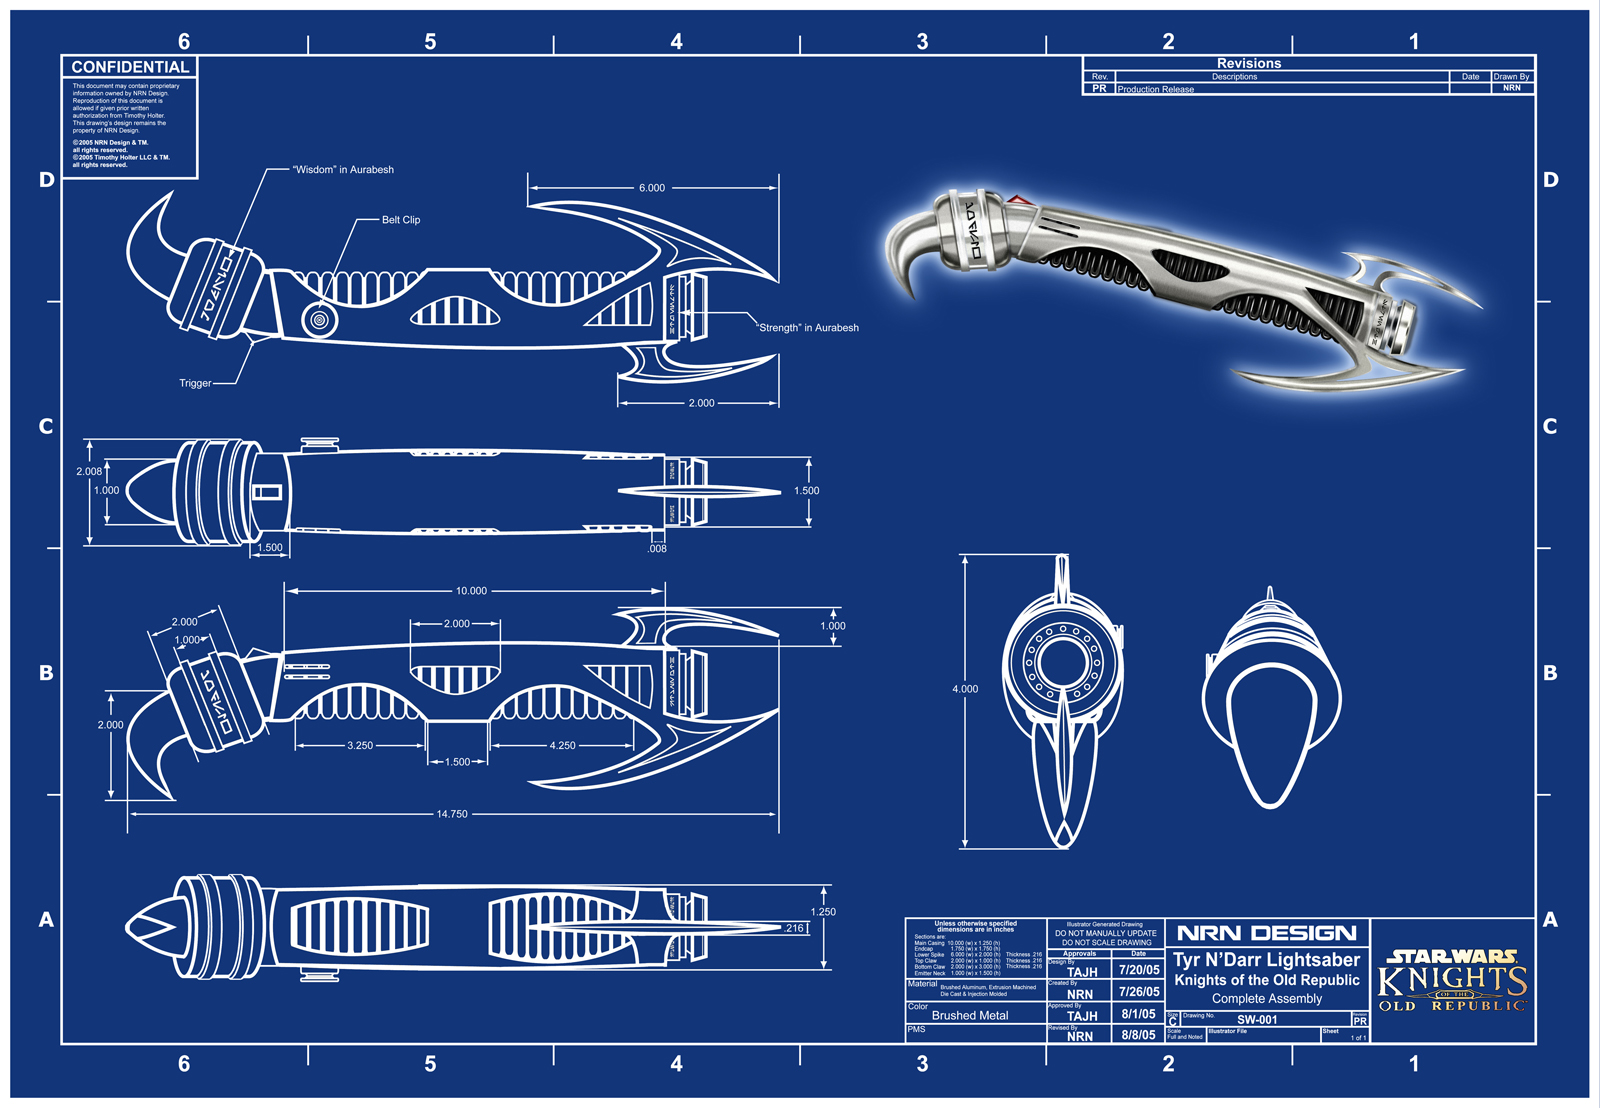 6 5 4 3 2 1
CONFIDENTIAL
This document may contain proprietary
information owned by NRN Design.
Reproduction of this document is
allowed if given prior written
authorization from Timothy Holter.
This drawing's design remains the
property of NRN Design.
©2005 NRN Design & TM.
all rights reserved.
©2005 Timothy Holter LLC & TM.
all rights reserved.
Revisions
Rev. Descriptions Date Drawn By
PR Production Release NRN
D D
"Wisdom" in Aurabesh
Belt Clip
6.000
"Strength" in Aurabesh
Trigger
2.000
C C
2.008
1.000
1.500
1.500
.008
10.000
2.000
2.000
1.000
1.000
B B
2.000
3.250
4.250
1.500
14.750
4.000
A A
1.250
.216
Unless otherwise specified
dimensions are in inches
Sections are:
Main Casing 10.000 (w) x 1.250 (h)
Endcap 1.750 (w) x 1.750 (h)
Lower Spike 6.000 (w) x 2.000 (h) Thickness .216
Top Claw 2.000 (w) x 1.000 (h) Thickness .216
Bottom Claw 2.000 (w) x 3.000 (h) Thickness .216
Emitter Neck 1.000 (w) x 1.500 (h)
Material
Brushed Aluminum, Extrusion Machined
Die Cast & Injection Molded
Color
Brushed Metal
PMS
Illustrator Generated Drawing
DO NOT MANUALLY UPDATE
DO NOT SCALE DRAWING
Approvals Date
Design By
TAJH 7/20/05
Created By
NRN 7/26/05
Approved By
TAJH 8/1/05
Revised By
NRN 8/8/05
NRN DESIGN
Tyr N'Darr Lightsaber
Knights of the Old Republic
Complete Assembly
Size
C
Drawing No.
SW-001
Revision
PR
Scale
Full and Noted
Illustrator File
Sheet
1 of 1
STAR WARS
KNIGHTS
OF THE
OLD REPUBLIC
6 5 4 3 2 1